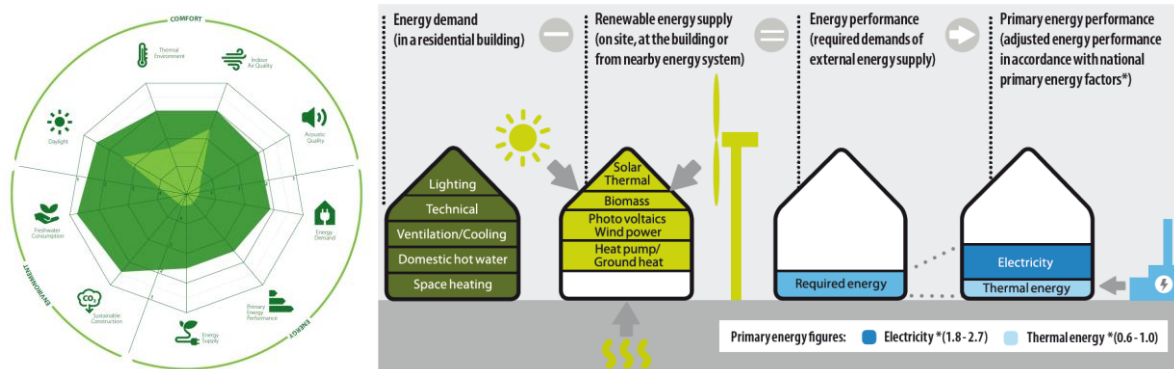 COMFORT
Thermal
Environment
Indoor
Air Quality
Daylight
Acoustic
Quality
Freshwater
Consumption
Energy
Demand
Sustainable
Construction
Energy
Supply
Primary
Energy
Performance
ENVIRONMENT
ENERGY
CO₂
Energy demand
(in a residential building)
Renewable energy supply
(on site, at the building or
from nearby energy system)
Energy performance
(required demands of
external energy supply)
Primary energy performance
(adjusted energy performance
in accordance with national
primary energy factors*)
Lighting
Technical
Ventilation/Cooling
Domestic hot water
Space heating
Solar
Thermal
Biomass
Photo voltaics
Wind power
Heat pump/
Ground heat
Required energy
Electricity
Thermal energy
Primary energy figures:
Electricity *(1.8 - 2.7)
Thermal energy *(0.6 - 1.0)